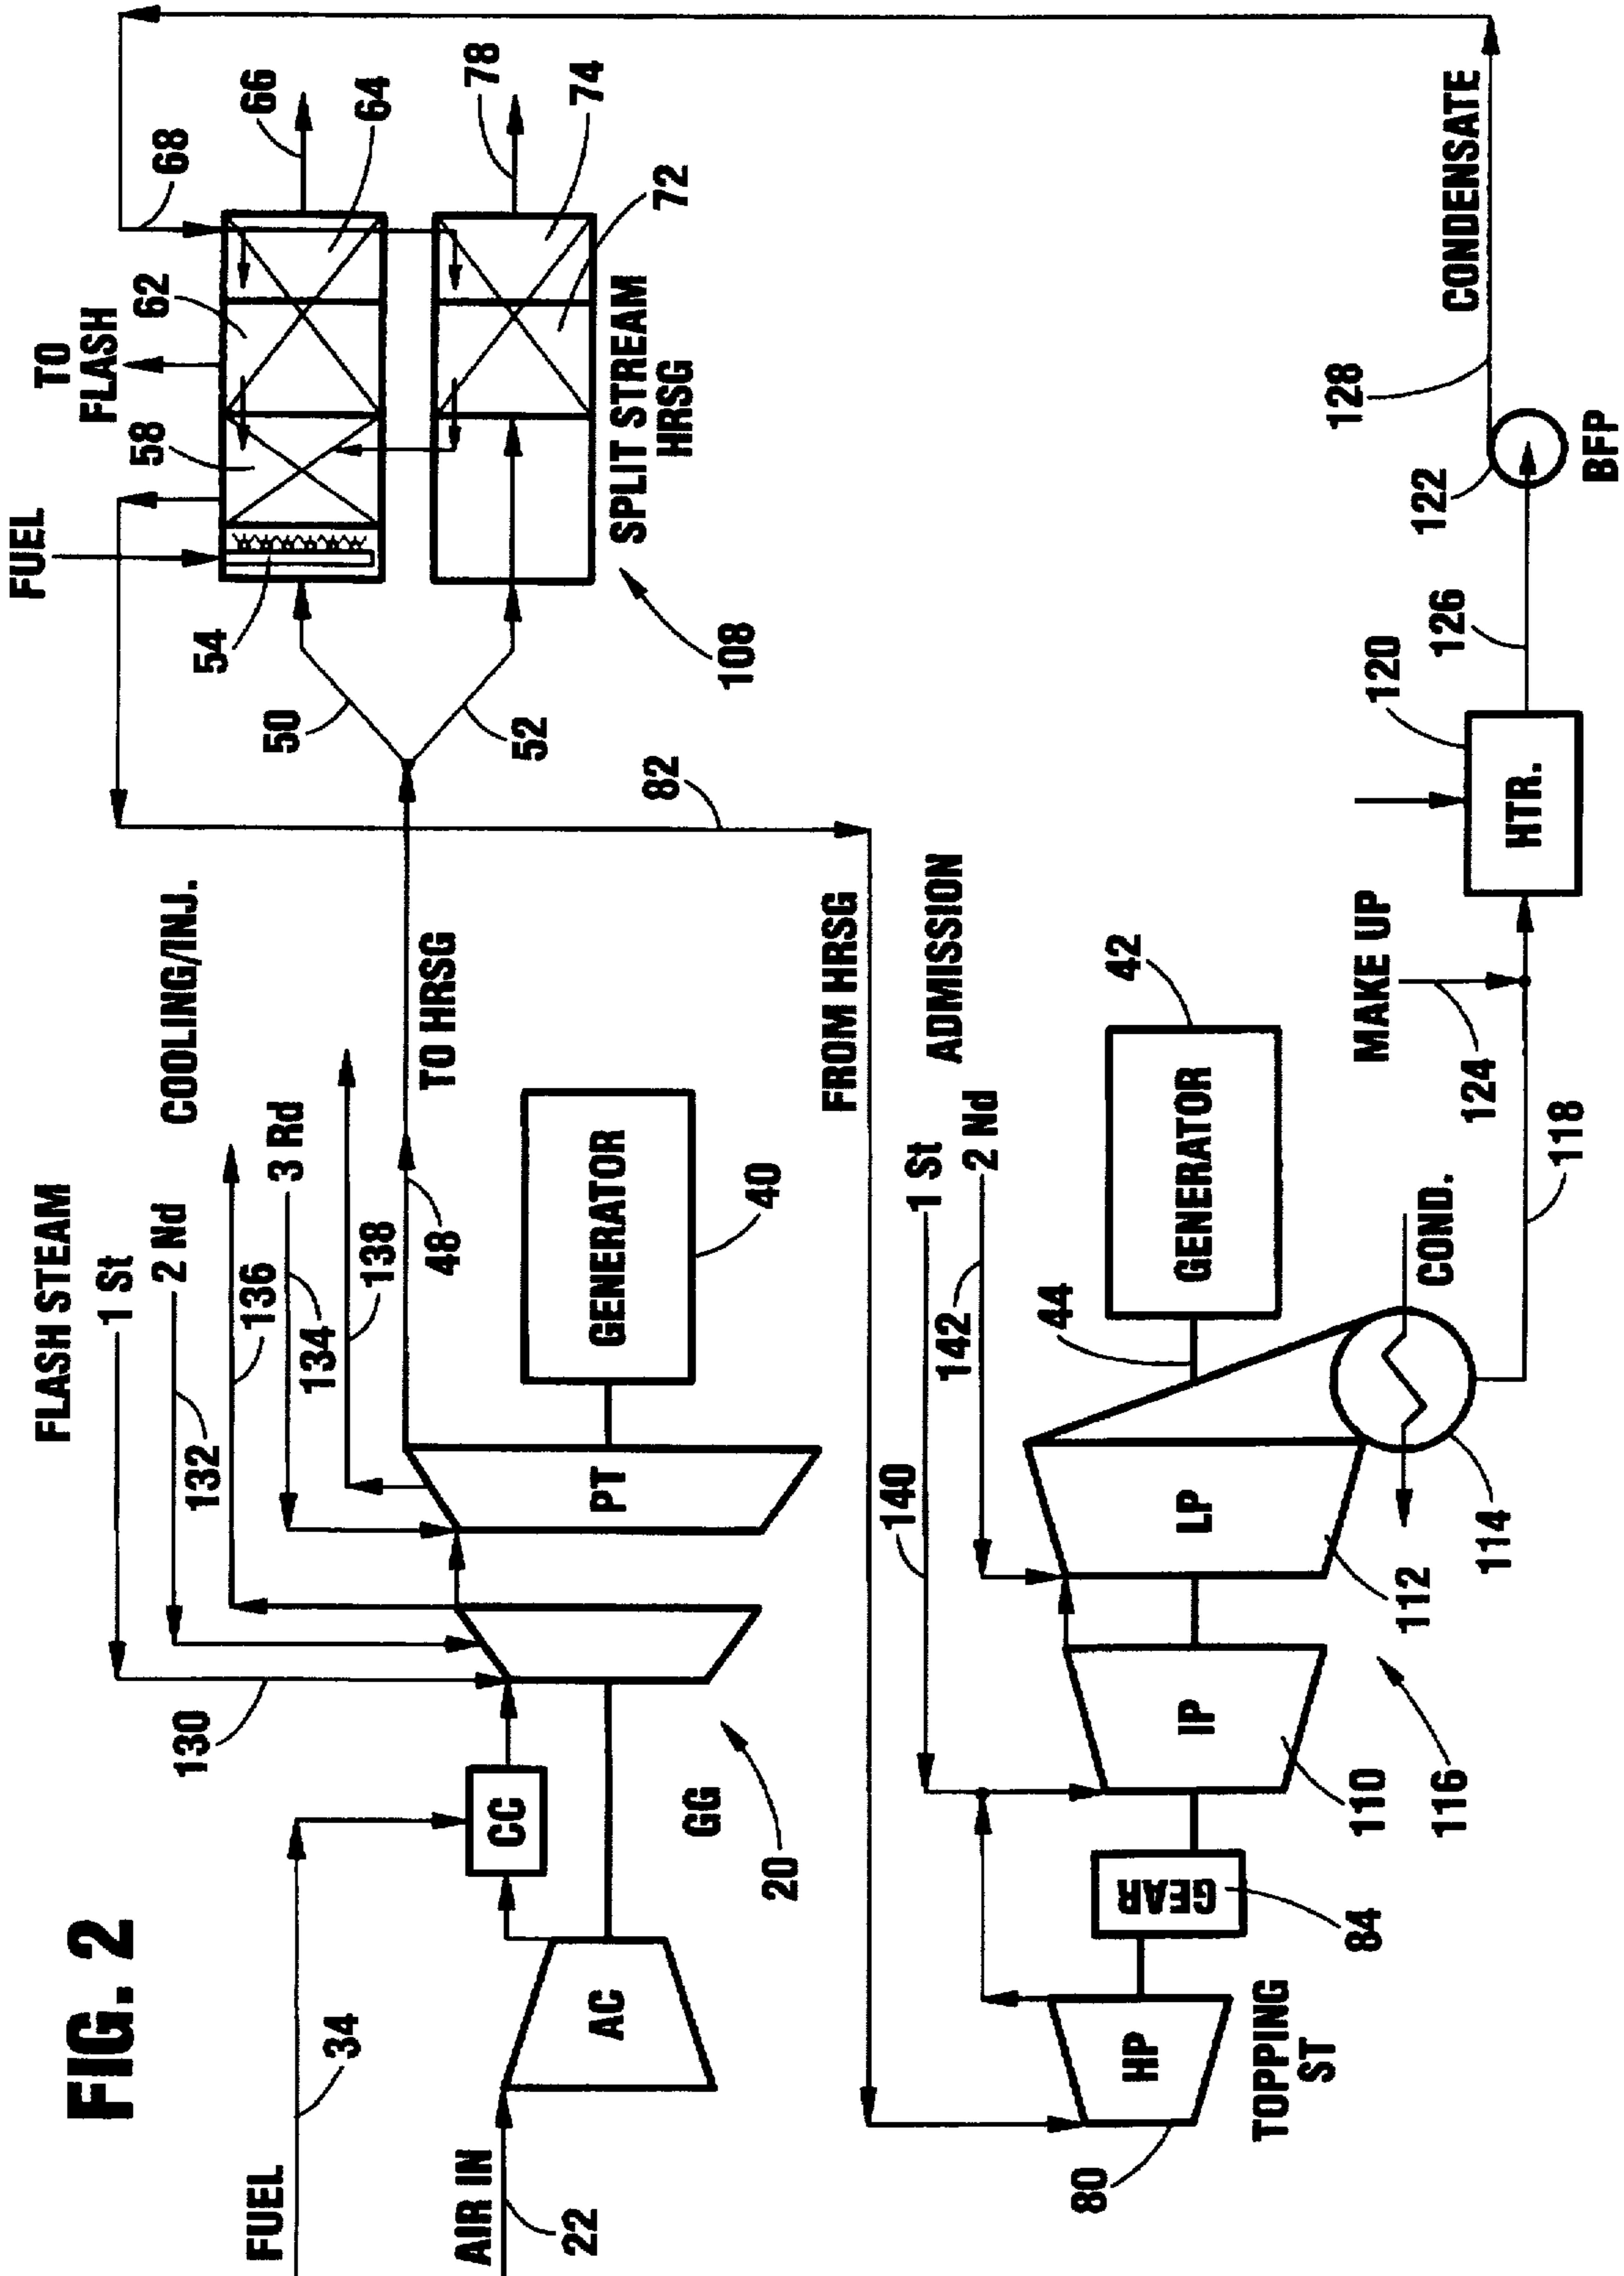 FIG. 2
FUEL
34
AIR IN
22
AC
CC
GG
20
130
FLASH STEAM
1 St
2 Nd
132
136
COOLING/INJ.
3 Rd
134
138
48
TO HRSG
PT
GENERATOR
40
FUEL
54
50
52
58
TO
FLASH
62
68
66
64
78
74
72
SPLIT STREAM
HRSG
108
82
FROM HRSG
ADMISSION
1 St
2 Nd
140
142
HP
80
TOPPING
ST
GEAR
84
IP
110
116
LP
112
44
GENERATOR
42
114
COND.
118
MAKE UP
124
HTR.
120
126
122
BFP
128
CONDENSATE